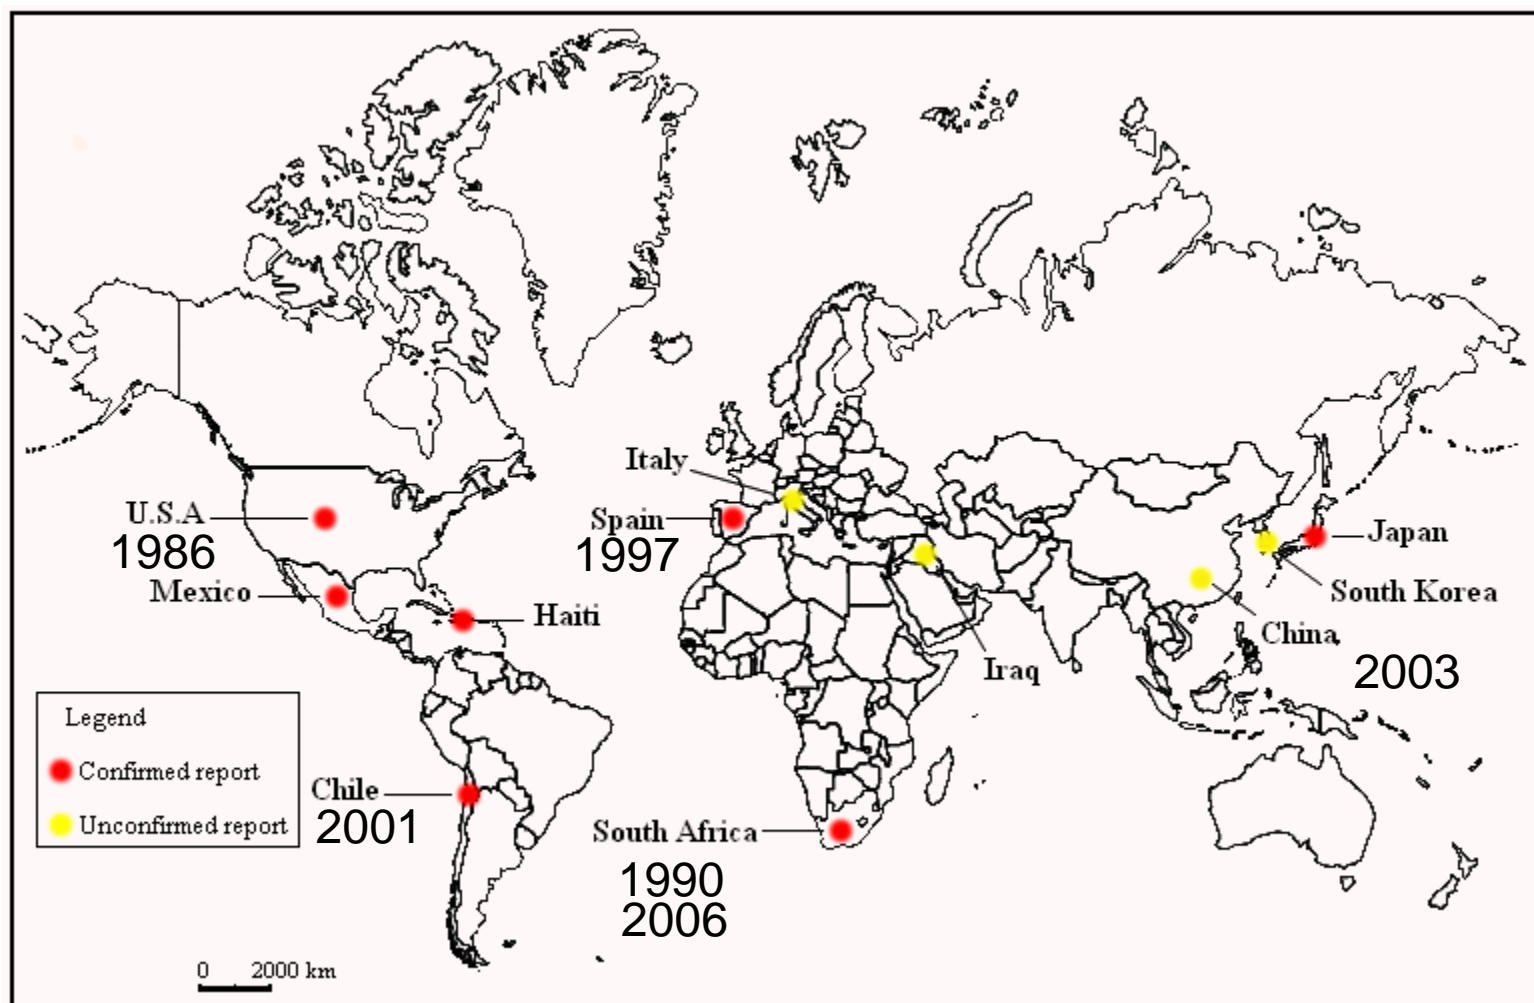 Italy
U.S.A
1986
Spain
1997
Japan
Mexico
Haiti
South Korea
China
Iraq
2003
Legend
Confirmed report
Unconfirmed report
Chile
2001
South Africa
1990
2006
0 2000 km